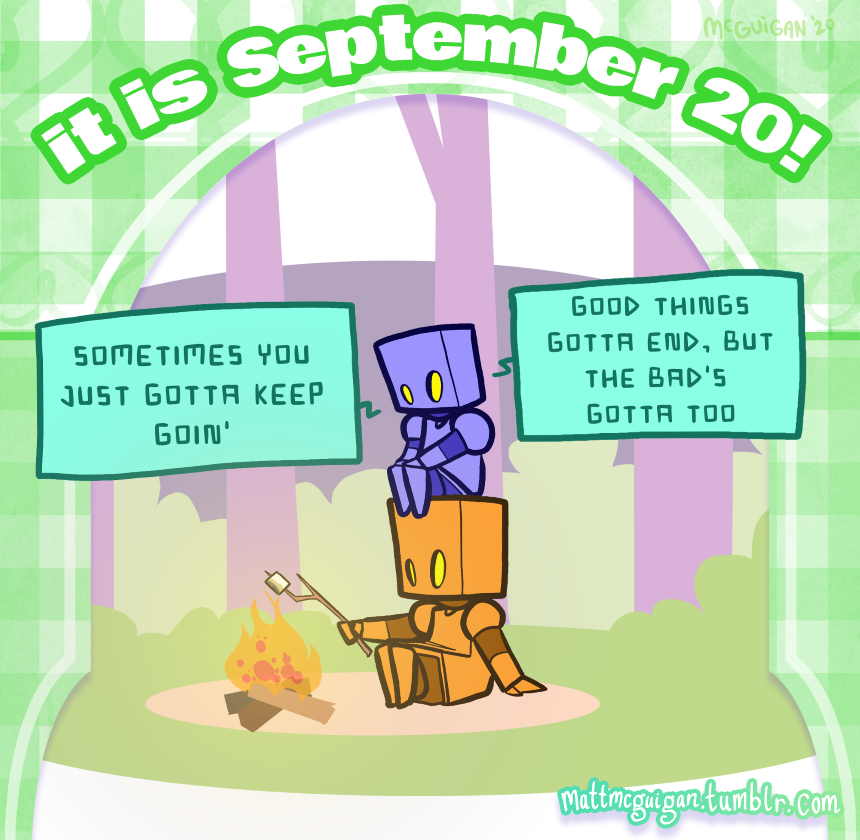 McGUiGAN '20
it is September 20!
SOMETIMES YOU
JUST GOTTA KEEP
GOIN'
GOOD THINGS
GOTTA END, BUT
THE BAD'S
GOTTA TOO
mattmcguigan.tumblr.com